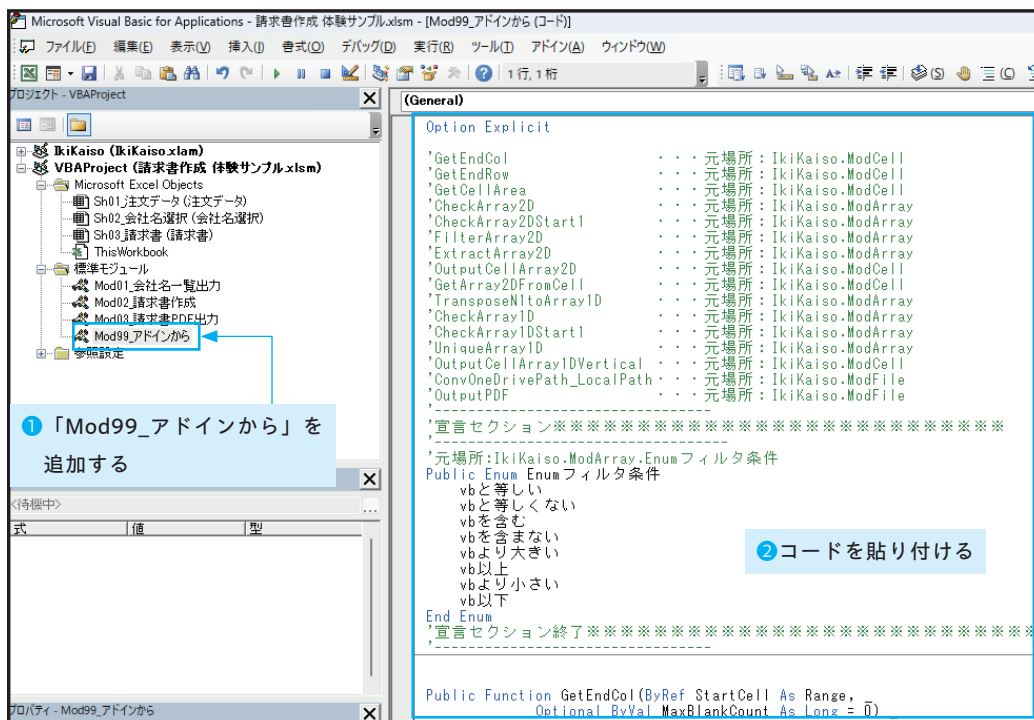 Microsoft Visual Basic for Applications - 請求書作成 体験サンプル.xlsm - [Mod99_アドインから (コード)]
ファイル(F) 編集(E) 表示(V) 挿入(I) 書式(O) デバッグ(D) 実行(R) ツール(T) アドイン(A) ウィンドウ(W)
1行, 1桁
プロジェクト - VBAProject
(General)
IkiKaiso (IkiKaiso.xlam)
VBAProject (請求書作成 体験サンプル.xlsm)
Microsoft Excel Objects
Sh01_注文データ (注文データ)
Sh02_会社名選択 (会社名選択)
Sh03_請求書 (請求書)
ThisWorkbook
標準モジュール
Mod01_会社名一覧出力
Mod02_請求書作成
Mod03_請求書PDF出力
Mod99_アドインから
参照設定
❶「Mod99_アドインから」を
追加する
<待機中>
式 値 型
プロパティ - Mod99_アドインから
Option Explicit
'GetEndCol ・・・元場所：IkiKaiso.ModCell
'GetEndRow ・・・元場所：IkiKaiso.ModCell
'GetCellArea ・・・元場所：IkiKaiso.ModCell
'CheckArray2D ・・・元場所：IkiKaiso.ModArray
'CheckArray2DStart1 ・・・元場所：IkiKaiso.ModArray
'FilterArray2D ・・・元場所：IkiKaiso.ModArray
'ExtractArray2D ・・・元場所：IkiKaiso.ModArray
'OutputCellArray2D ・・・元場所：IkiKaiso.ModCell
'GetArray2DFromCell ・・・元場所：IkiKaiso.ModCell
'TransposeN1toArray1D ・・・元場所：IkiKaiso.ModArray
'CheckArray1D ・・・元場所：IkiKaiso.ModArray
'CheckArray1DStart1 ・・・元場所：IkiKaiso.ModArray
'UniqueArray1D ・・・元場所：IkiKaiso.ModArray
'OutputCellArray1DVertical ・・・元場所：IkiKaiso.ModCell
'ConvOneDrivePath_LocalPath・・・元場所：IkiKaiso.ModFile
'OutputPDF ・・・元場所：IkiKaiso.ModFile
'---------------------------------
'宣言セクション※※※※※※※※※※※※※※※※※※※※※※※※※※※
'-----------------------------------
'元場所:IkiKaiso.ModArray.Enumフィルタ条件
Public Enum Enumフィルタ条件
vbと等しい
vbと等しくない
vbを含む
vbを含まない
vbより大きい
vb以上
vbより小さい
vb以下
End Enum
'宣言セクション終了※※※※※※※※※※※※※※※※※※※※※※※※※※※
'---------------------------------
❷コードを貼り付ける
Public Function GetEndCol(ByRef StartCell As Range, _
Optional ByVal MaxBlankCount As Long = 0)